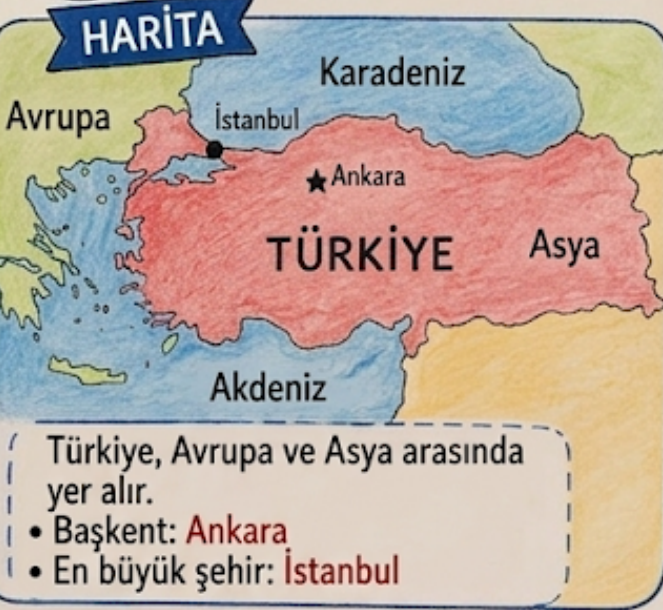 HARİTA
Karadeniz
Avrupa
İstanbul
Ankara
TÜRKİYE
Asya
Akdeniz
Türkiye, Avrupa ve Asya arasında
yer alır.
• Başkent: Ankara
• En büyük şehir: İstanbul